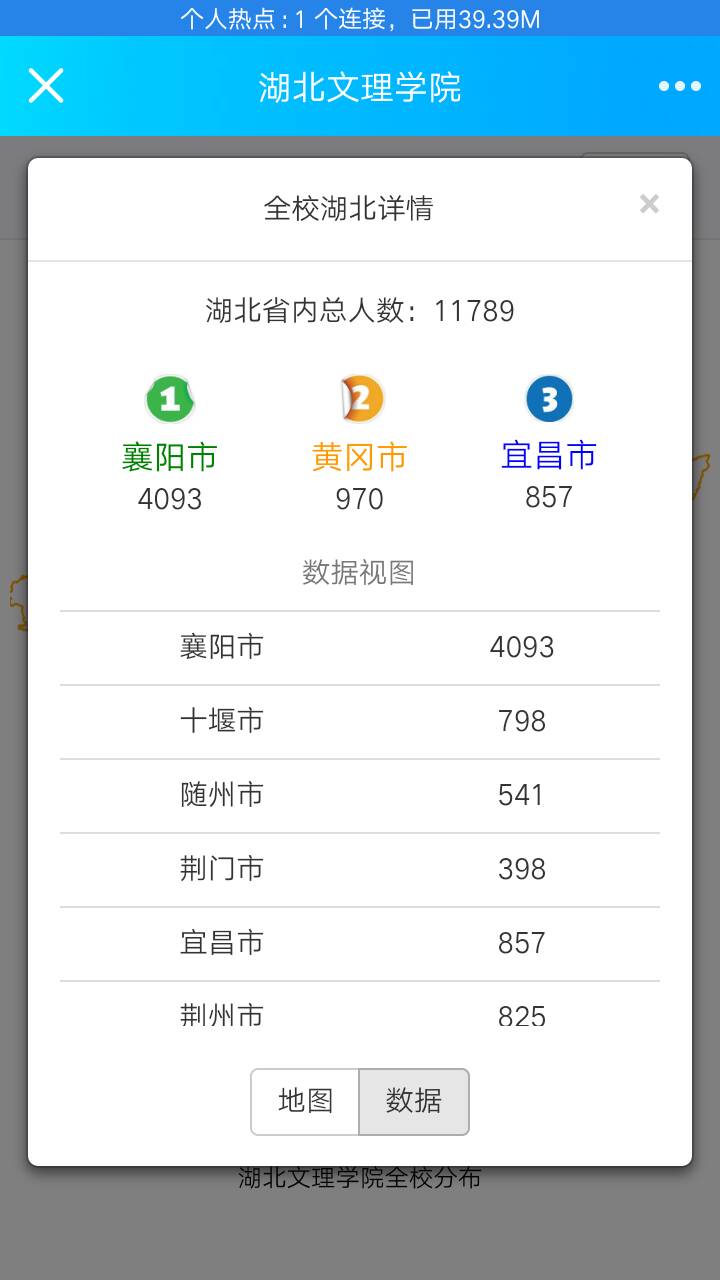 个人热点 : 1 个连接，已用39.39M
湖北文理学院
全校湖北详情
湖北省内总人数：11789
1 2 3
襄阳市 黄冈市 宜昌市
4093 970 857
数据视图
襄阳市 4093
十堰市 798
随州市 541
荆门市 398
宜昌市 857
荆州市 825
地图 数据
湖北文理学院全校分布